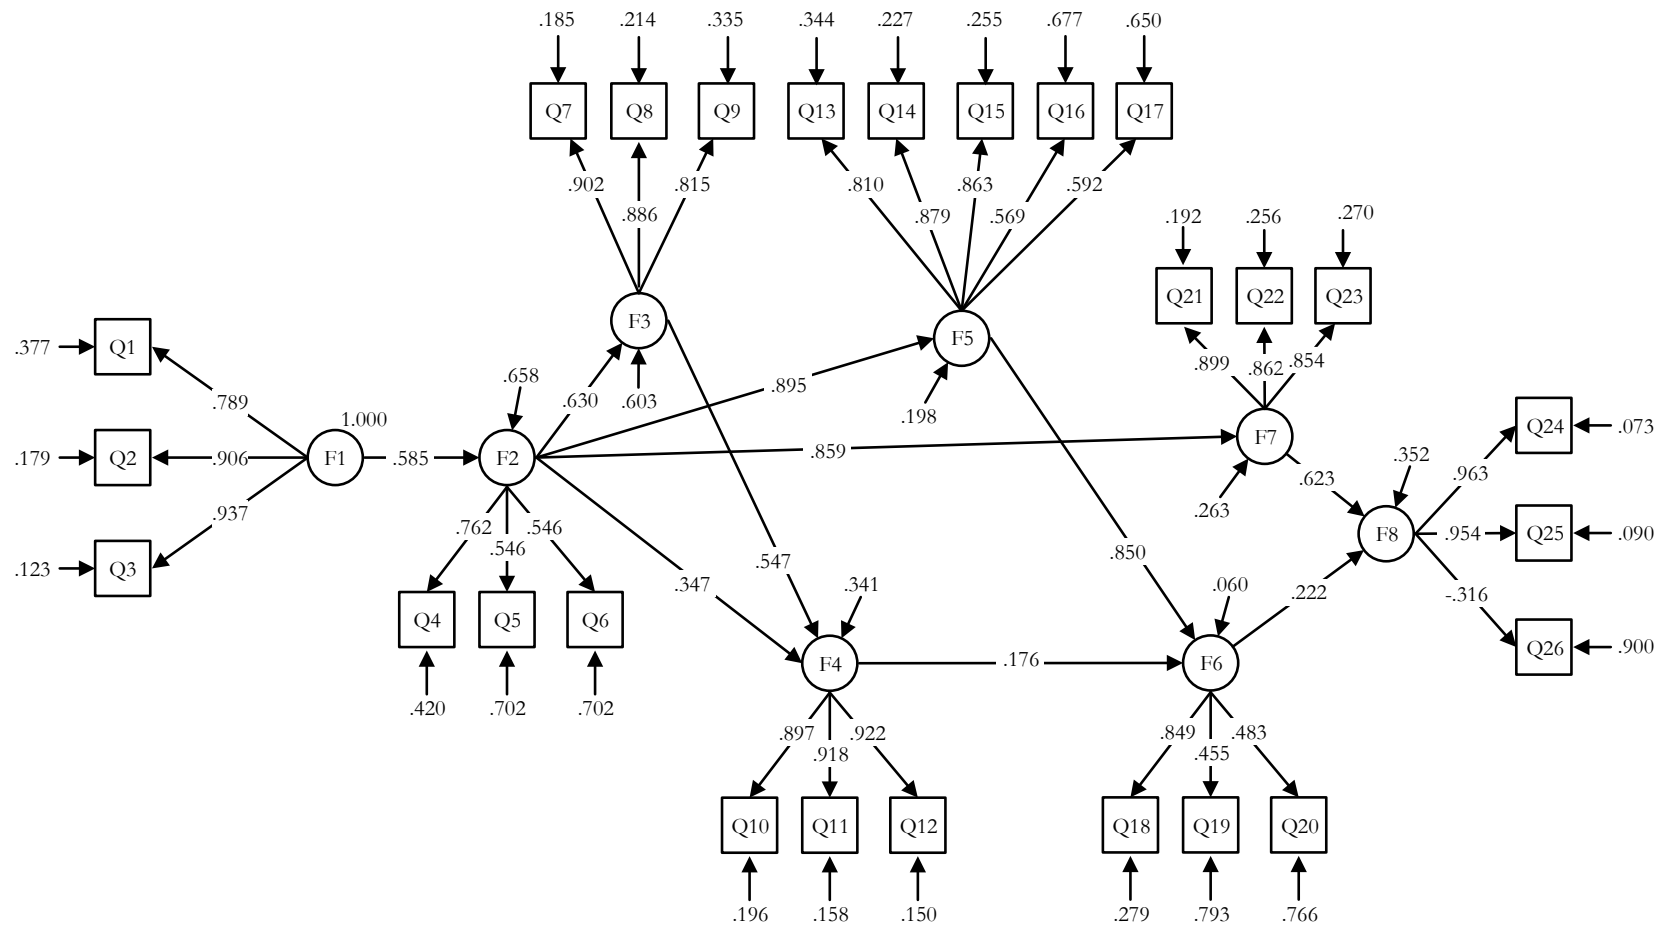 .185 .214 .335 .344 .227 .255 .677 .650
Q7 Q8 Q9 Q13 Q14 Q15 Q16 Q17
.902 .815 .810 .863 .592
.886 .879 .569
.192 .256 .270
Q21 Q22 Q23
F3
F5
.377 Q1
.899 .862 .854
.658 .895
.789 .630 .603
.198
1.000
F7
Q24 .073
.179 Q2 .906 F1 .585 F2 .859
.352
.623 .963
.937 .263
.762 .546 .546
F8 .954 Q25 .090
.850
.123 Q3 .547
.347 .341 .060 .222 -.316
Q4 Q5 Q6
Q26 .900
F4 .176 F6
.420 .702 .702
.897 .918 .922 .849 .455 .483
Q10 Q11 Q12 Q18 Q19 Q20
.196 .158 .150 .279 .793 .766